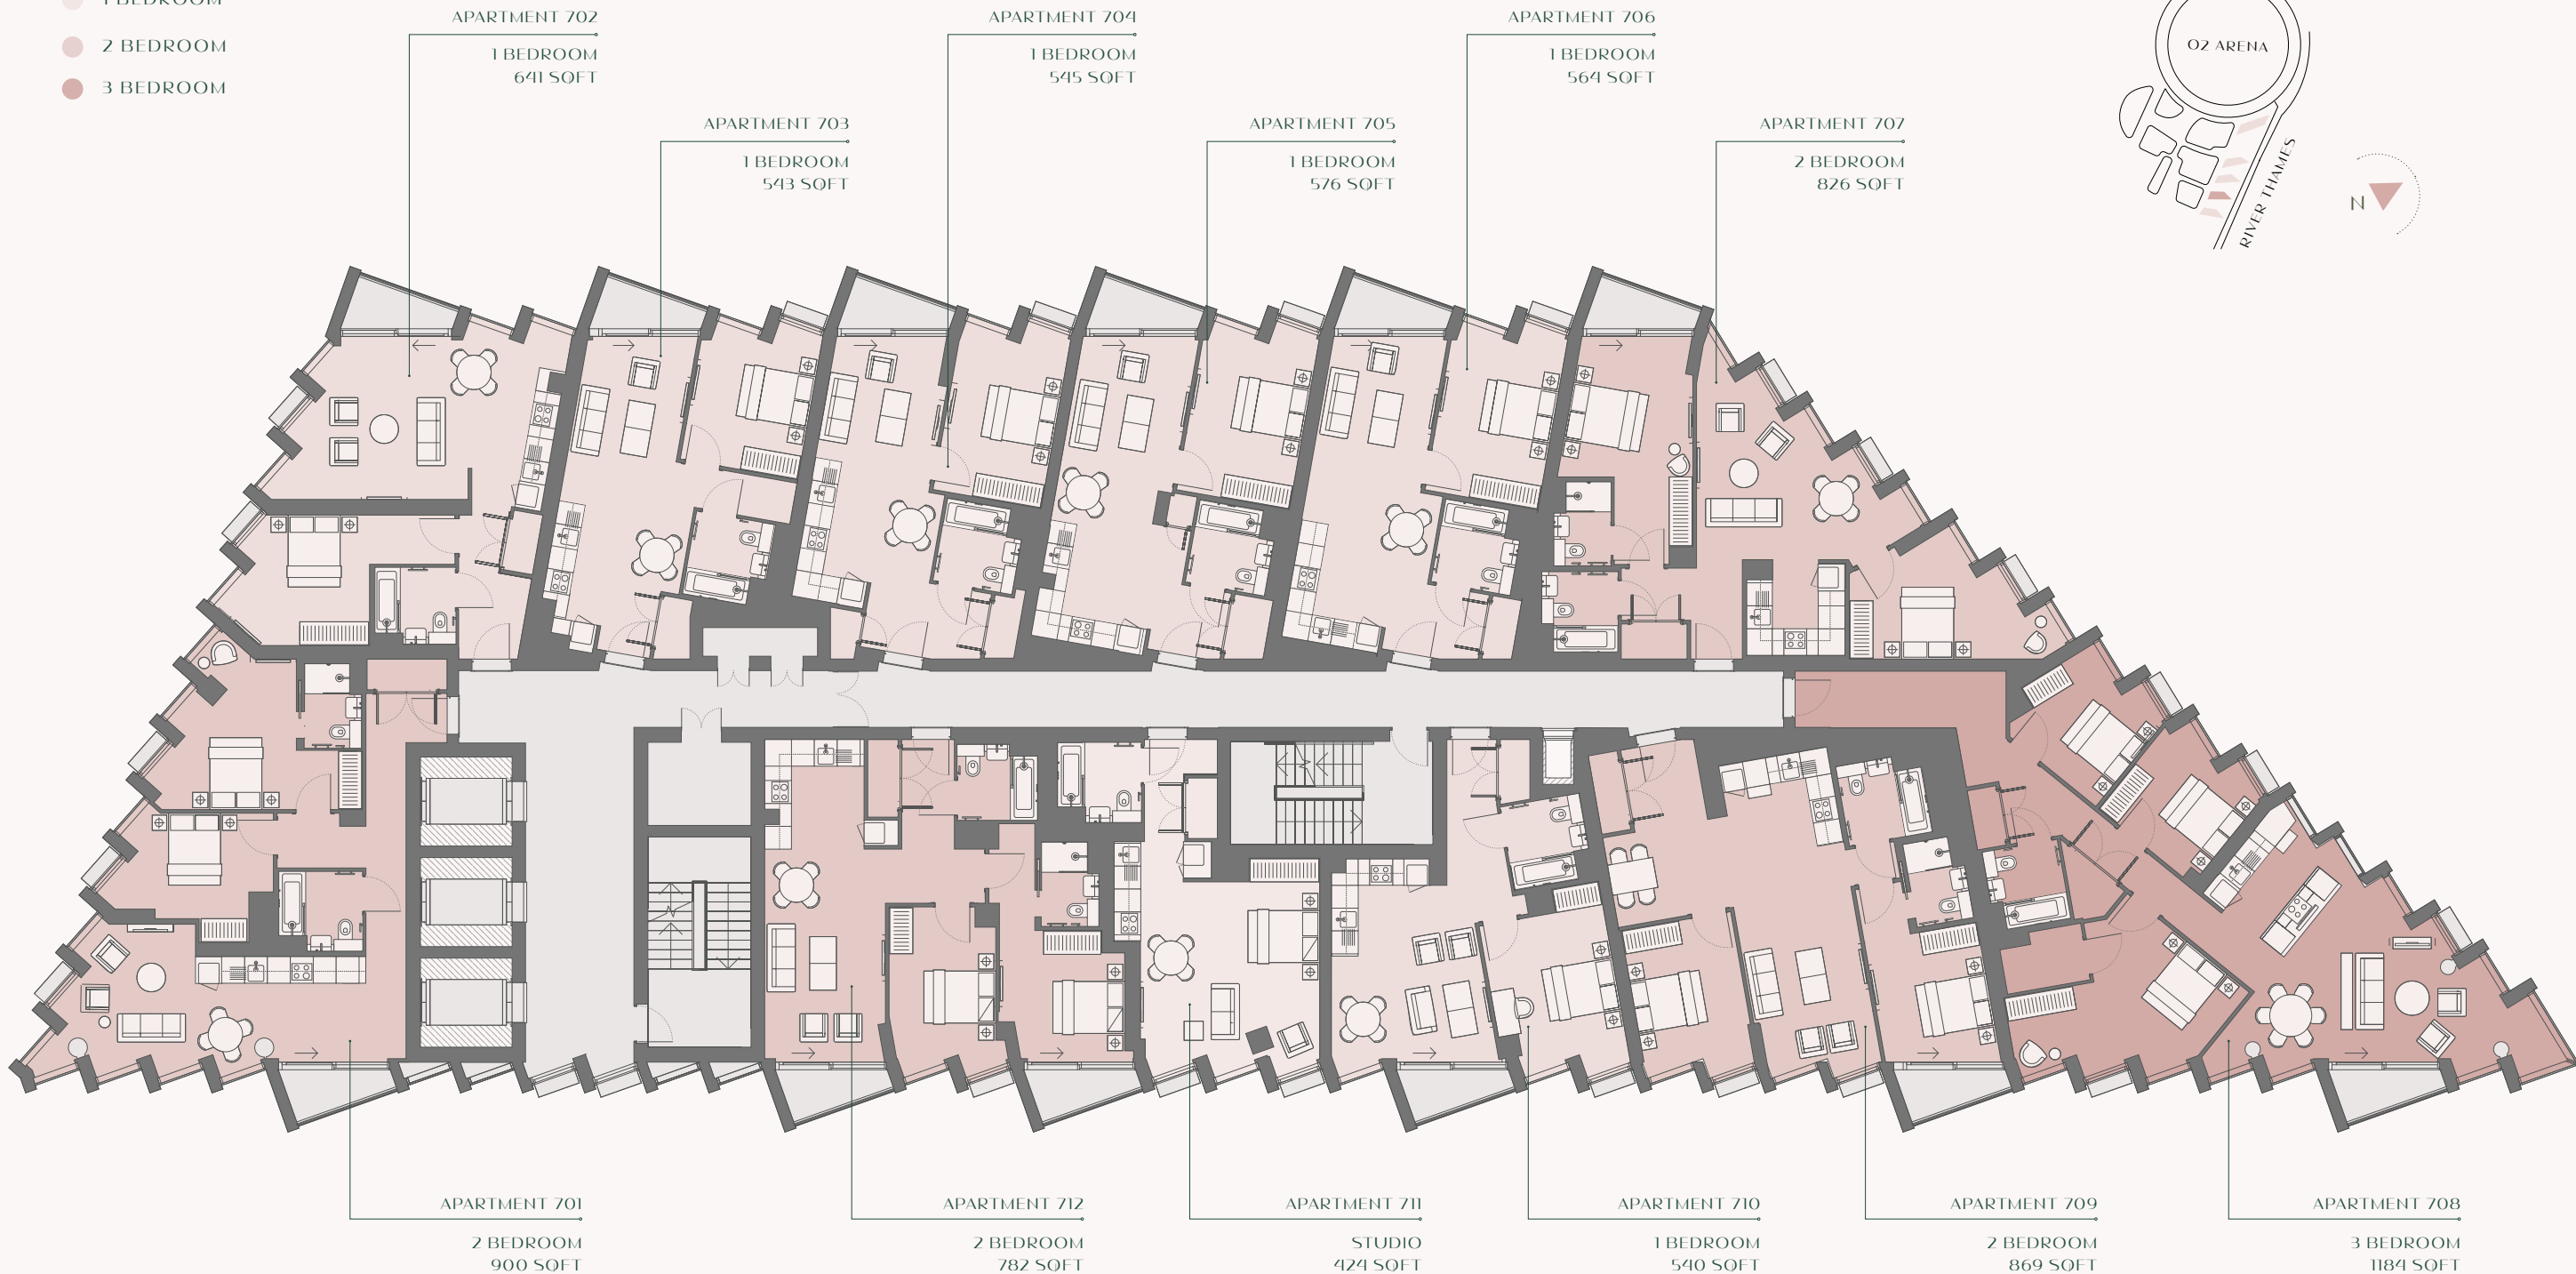 1 BEDROOM
2 BEDROOM
3 BEDROOM
APARTMENT 702
1 BEDROOM
641 SQFT
APARTMENT 703
1 BEDROOM
543 SQFT
APARTMENT 704
1 BEDROOM
545 SQFT
APARTMENT 705
1 BEDROOM
576 SQFT
APARTMENT 706
1 BEDROOM
564 SQFT
APARTMENT 707
2 BEDROOM
826 SQFT
O2 ARENA
RIVER THAMES
N
APARTMENT 701
2 BEDROOM
900 SQFT
APARTMENT 712
2 BEDROOM
782 SQFT
APARTMENT 711
STUDIO
424 SQFT
APARTMENT 710
1 BEDROOM
540 SQFT
APARTMENT 709
2 BEDROOM
869 SQFT
APARTMENT 708
3 BEDROOM
1184 SQFT